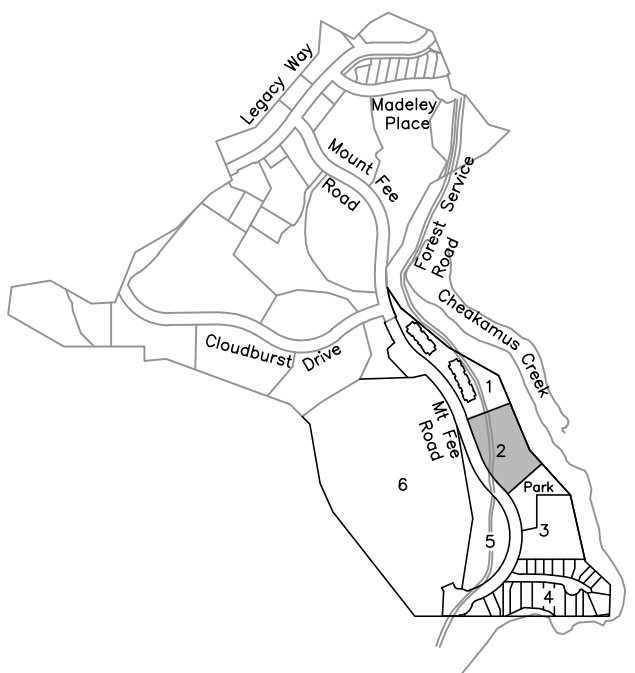 Legacy Way
Madeley
Place
Mount Fee
Road
Forest Service
Road
Cheakamus Creek
Cloudburst Drive
1
Mt Fee
Road
2
6
Park
3
5
4